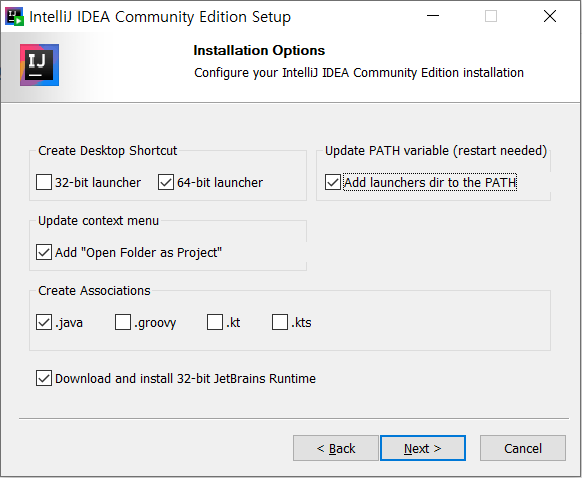 IntelliJ IDEA Community Edition Setup
IJ
Installation Options
Configure your IntelliJ IDEA Community Edition installation
Create Desktop Shortcut
32-bit launcher
64-bit launcher
Update PATH variable (restart needed)
Add launchers dir to the PATH
Update context menu
Add "Open Folder as Project"
Create Associations
.java
.groovy
.kt
.kts
Download and install 32-bit JetBrains Runtime
< Back
Next >
Cancel